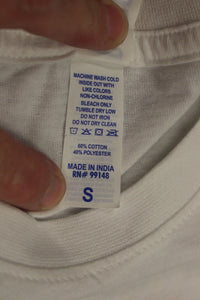 MACHINE WASH COLD
INSIDE OUT WITH
LIKE COLORS
NON-CHLORINE
BLEACH ONLY
TUMBLE DRY LOW
DO NOT IRON
DO NOT DRY CLEAN
60% COTTON
40% POLYESTER
MADE IN INDIA
RN# 99148
S